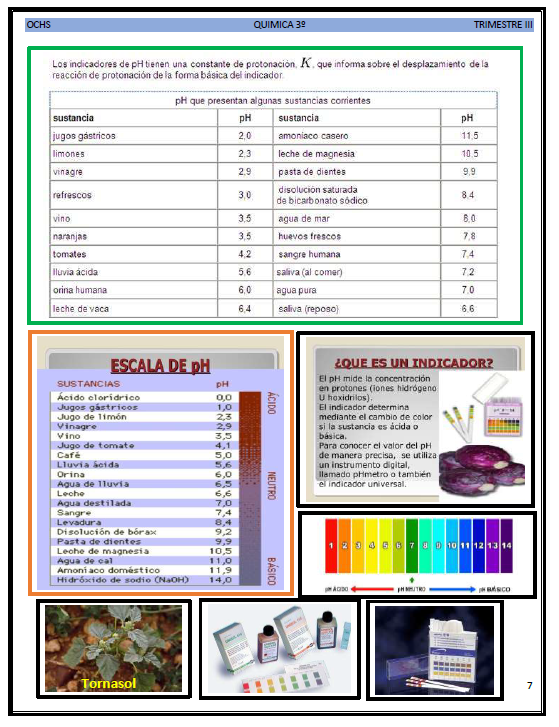 OCHS QUIMICA 3º TRIMESTRE III
Los indicadores de pH tienen una constante de protonación, K, que informa sobre el desplazamiento de la
reacción de protonación de la forma básica del indicador.
pH que presentan algunas sustancias corrientes
sustancia pH sustancia pH
jugos gástricos 2,0 amoniaco casero 11,5
limones 2,3 leche de magnesia 10,5
vinagre 2,9 pasta de dientes 9,9
refrescos 3,0 disolución saturada
de bicarbonato sódico 8,4
vino 3,5 agua de mar 8,0
naranjas 3,5 huevos frescos 7,8
tomates 4,2 sangre humana 7,4
lluvia ácida 5,6 saliva (al comer) 7,2
orina humana 6,0 agua pura 7,0
leche de vaca 6,4 saliva (reposo) 6,6
ESCALA DE pH
SUSTANCIAS pH
Ácido clorídrico 0,0
Jugos gástricos 1,0
Jugo de limón 2,3
Vinagre 2,9
Vino 3,5
Jugo de tomate 4,1
Café 5,0
Lluvia ácida 5,6
Orina 6,0
Agua de lluvia 6,5
Leche 6,6
Agua destilada 7,0
Sangre 7,4
Levadura 8,4
Disolución de bórax 9,2
Pasta de dientes 9,9
Leche de magnesia 10,5
Agua de cal 11,0
Amoniaco doméstico 11,9
Hidróxido de sodio (NaOH) 14,0
ÁCIDO
NEUTRO
BÁSICO
¿QUE ES UN INDICADOR?
El pH mide la concentración
en protones (iones hidrógeno
U hoxidrilos).
El indicador determina
mediante el cambio de color
si la sustancia es ácida o
básica.
Para conocer el valor del pH
de manera precisa, se utiliza
un instrumento digital,
llamado pHmetro o también
el indicador universal.
1 2 3 4 5 6 7 8 9 10 11 12 13 14
pH ÁCIDO pH NEUTRO pH BÁSICO
Tornasol
7